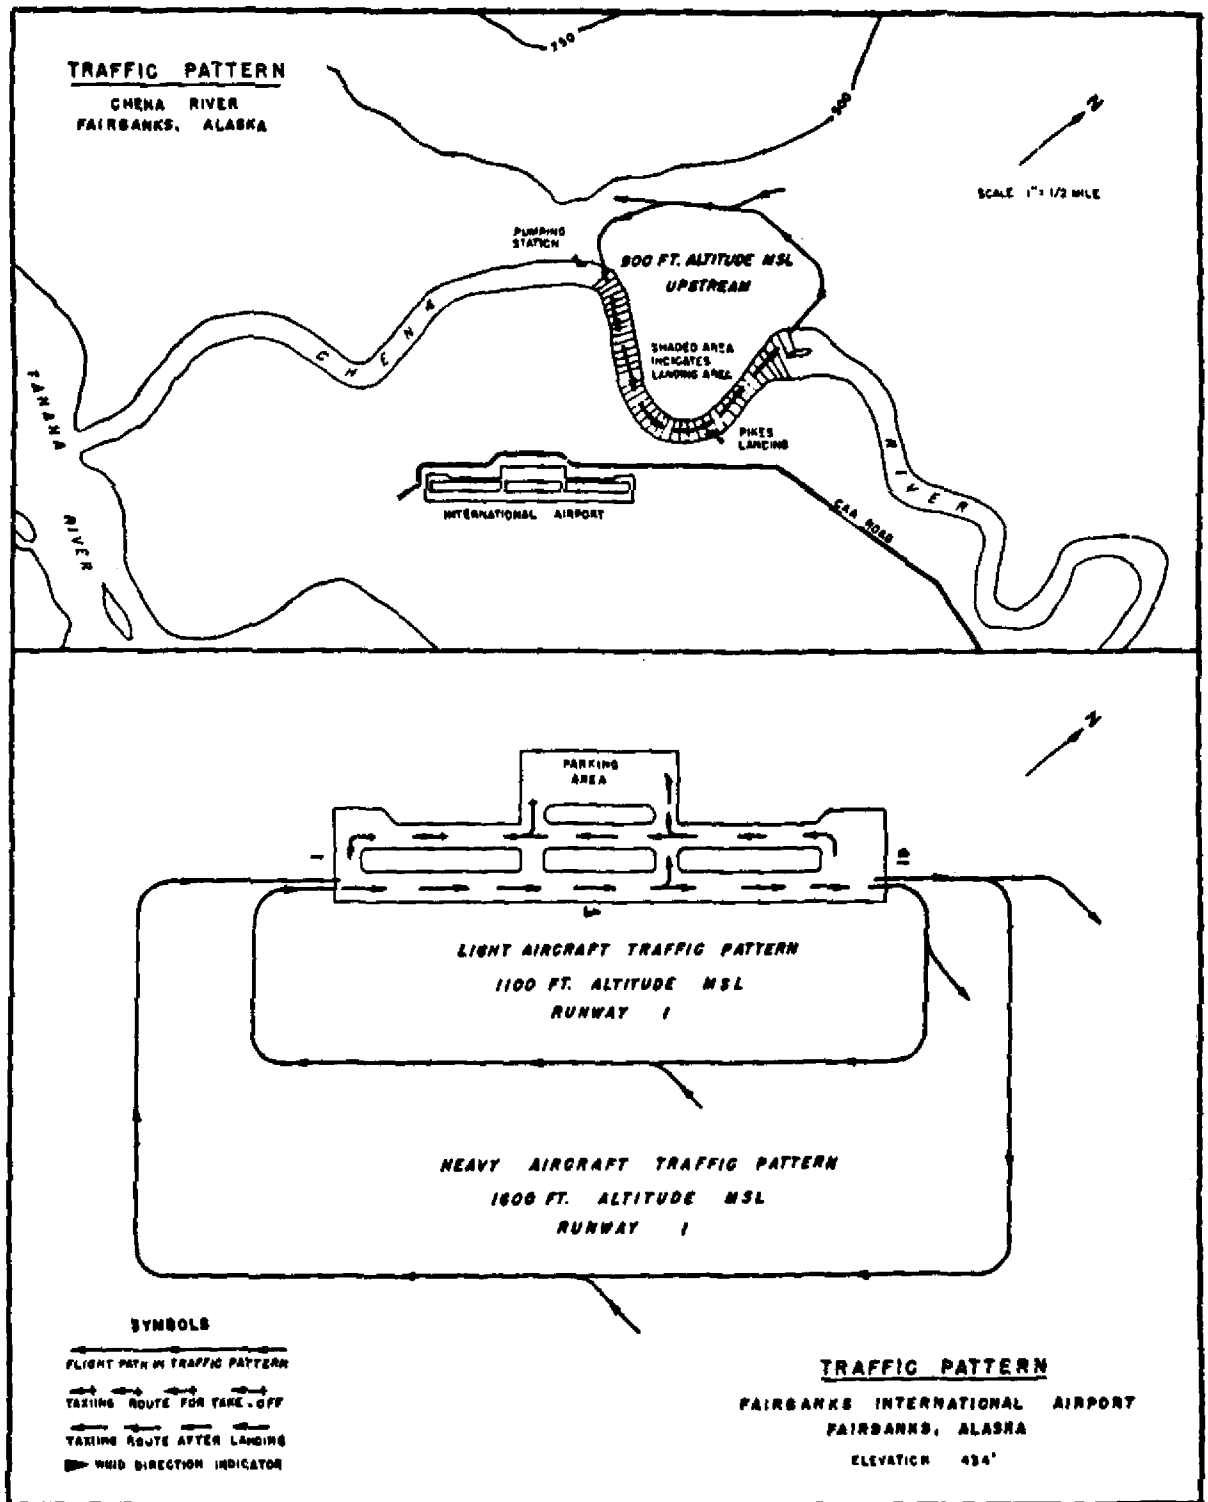 TRAFFIC PATTERN
CHENA RIVER
FAIRBANKS, ALASKA
750
500
N
SCALE 1" = 1/2 MILE
PUMPING
STATION
900 FT. ALTITUDE MSL
UPSTREAM
SHADED AREA
INDICATES
LANDING AREA
PIKES
LANDING
CHENA
RIVER
TANANA
RIVER
INTERNATIONAL AIRPORT
CAA ROAD
N
PARKING
AREA
1
19
LIGHT AIRCRAFT TRAFFIC PATTERN
1100 FT. ALTITUDE MSL
RUNWAY 1
HEAVY AIRCRAFT TRAFFIC PATTERN
1600 FT. ALTITUDE MSL
RUNWAY 1
SYMBOLS
FLIGHT PATH IN TRAFFIC PATTERN
TAXIING ROUTE FOR TAKE-OFF
TAXIING ROUTE AFTER LANDING
WIND DIRECTION INDICATOR
TRAFFIC PATTERN
FAIRBANKS INTERNATIONAL AIRPORT
FAIRBANKS, ALASKA
ELEVATION 434'